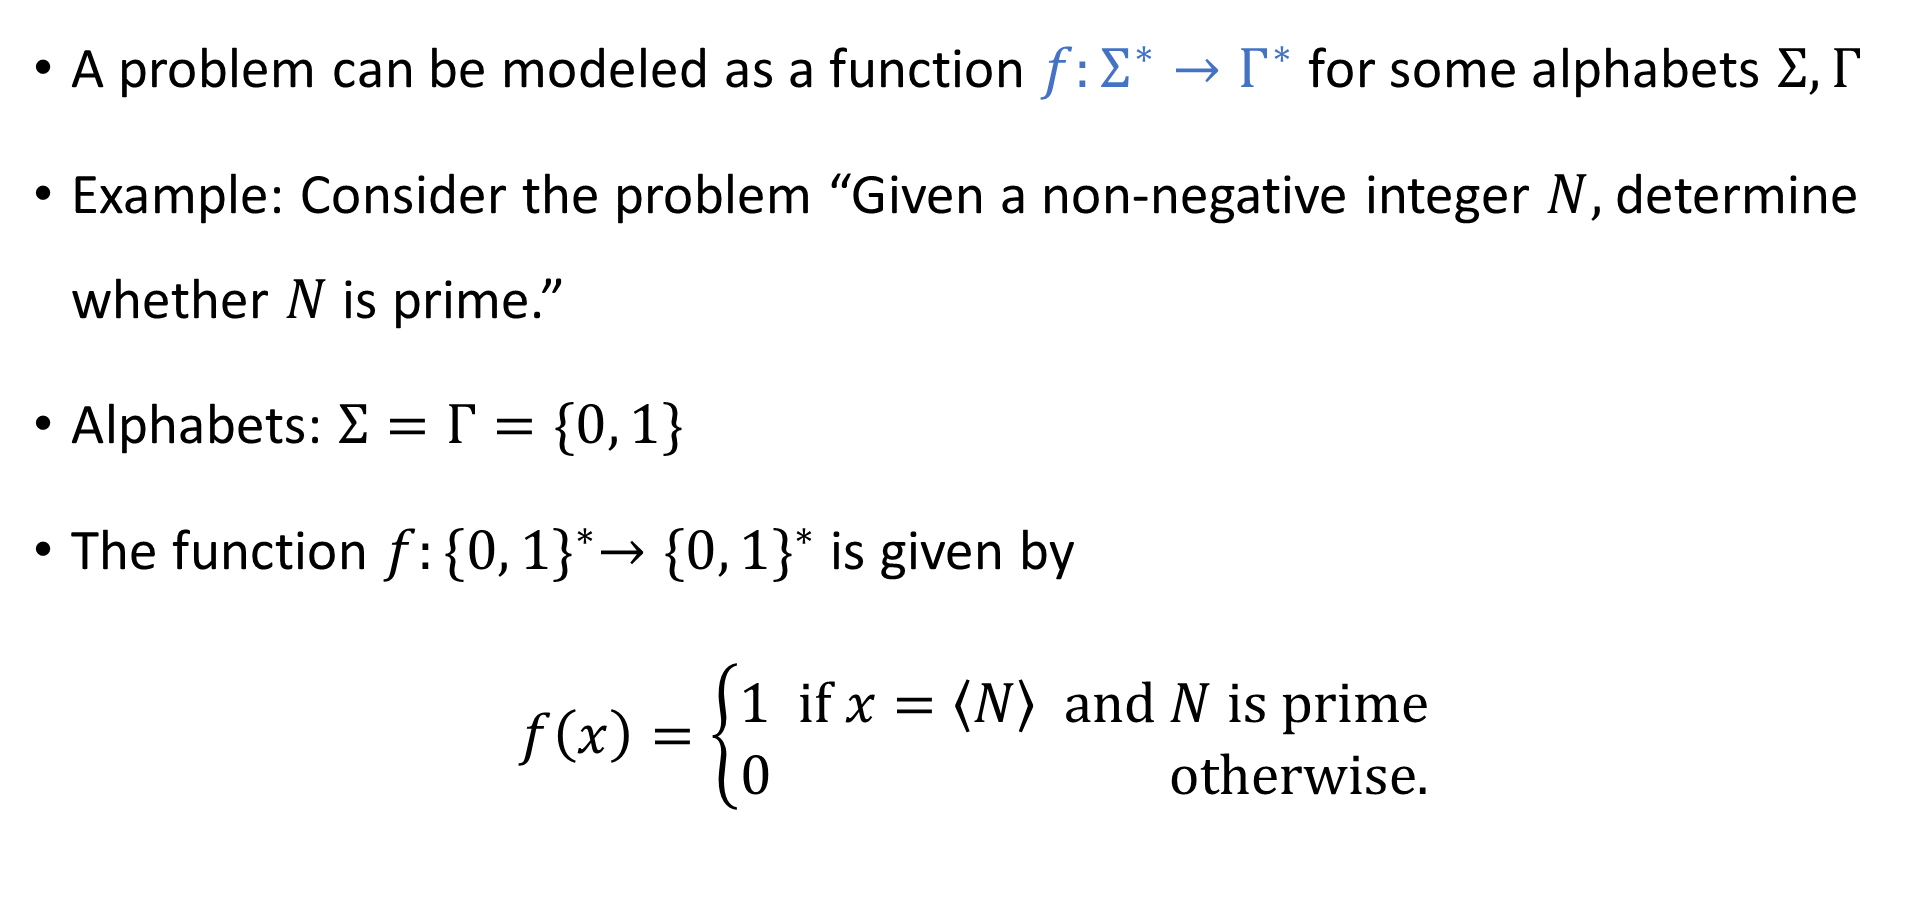 • A problem can be modeled as a function f: Σ* → Γ* for some alphabets Σ, Γ
• Example: Consider the problem “Given a non-negative integer N, determine
whether N is prime.”
• Alphabets: Σ = Γ = {0, 1}
• The function f: {0, 1}* → {0, 1}* is given by
f(x) = { 1 if x = ⟨N⟩ and N is prime
0 otherwise.